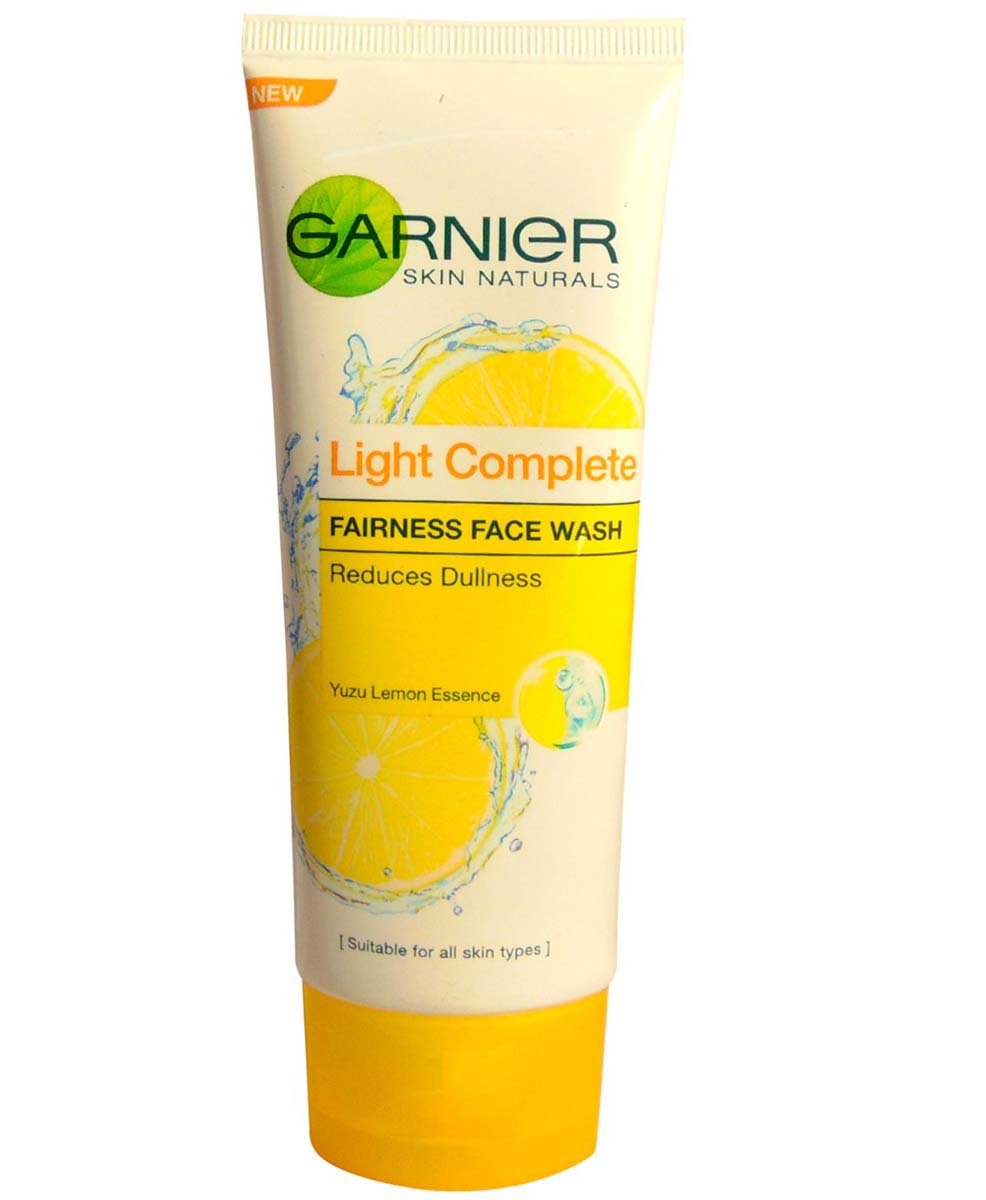 NEW
GARNIER
SKIN NATURALS
Light Complete
FAIRNESS FACE WASH
Reduces Dullness
Yuzu Lemon Essence
[ Suitable for all skin types ]